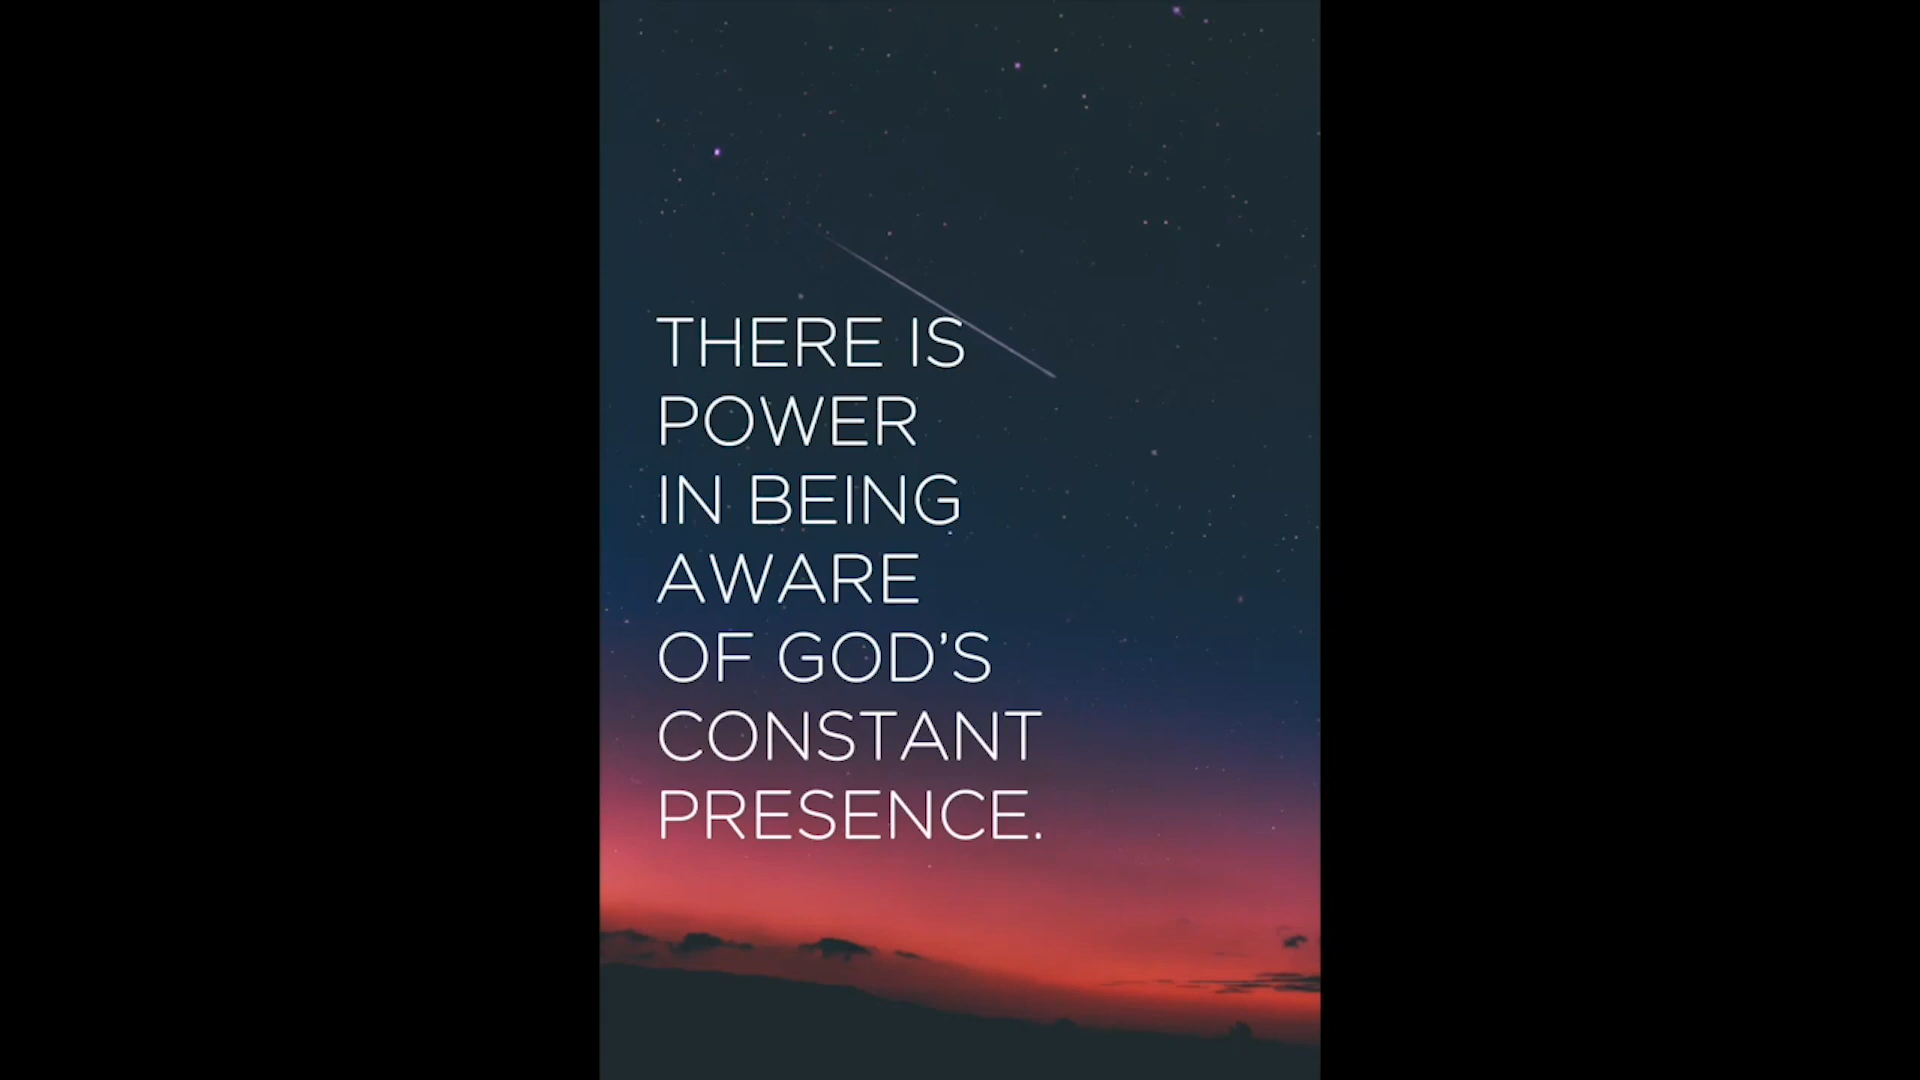 THERE IS
POWER
IN BEING
AWARE
OF GOD’S
CONSTANT
PRESENCE.